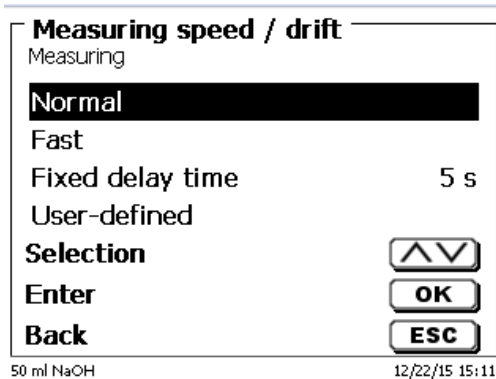 Measuring speed / drift
Measuring
Normal
Fast
Fixed delay time 5 s
User-defined
Selection
Enter OK
Back ESC
50 ml NaOH 12/22/15 15:11